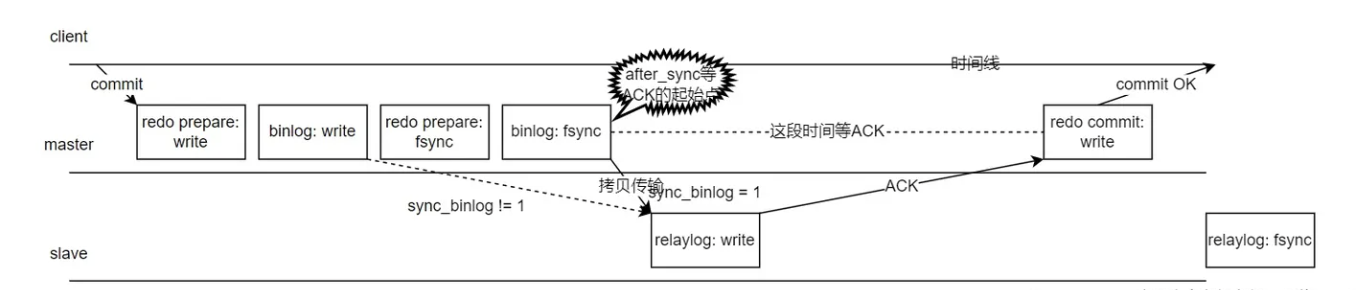 client
时间线
commit
after_sync等
ACK的起始点
commit OK
redo prepare:
write
binlog: write
redo prepare:
fsync
binlog: fsync
这段时间等ACK
redo commit:
write
master
拷贝传输
sync_binlog = 1
ACK
sync_binlog != 1
relaylog: write
relaylog: fsync
slave